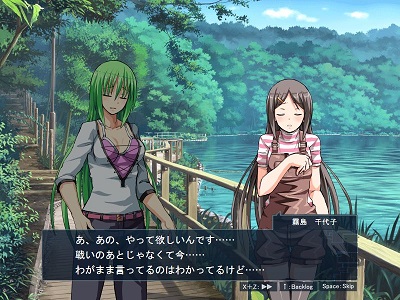 霧島　千代子
あ、あの、やって欲しいんです……
戦いのあとじゃなくて今……
わがまま言ってるのはわかってるけど……
X+Z:▶▶ ↑:Backlog Space:Skip